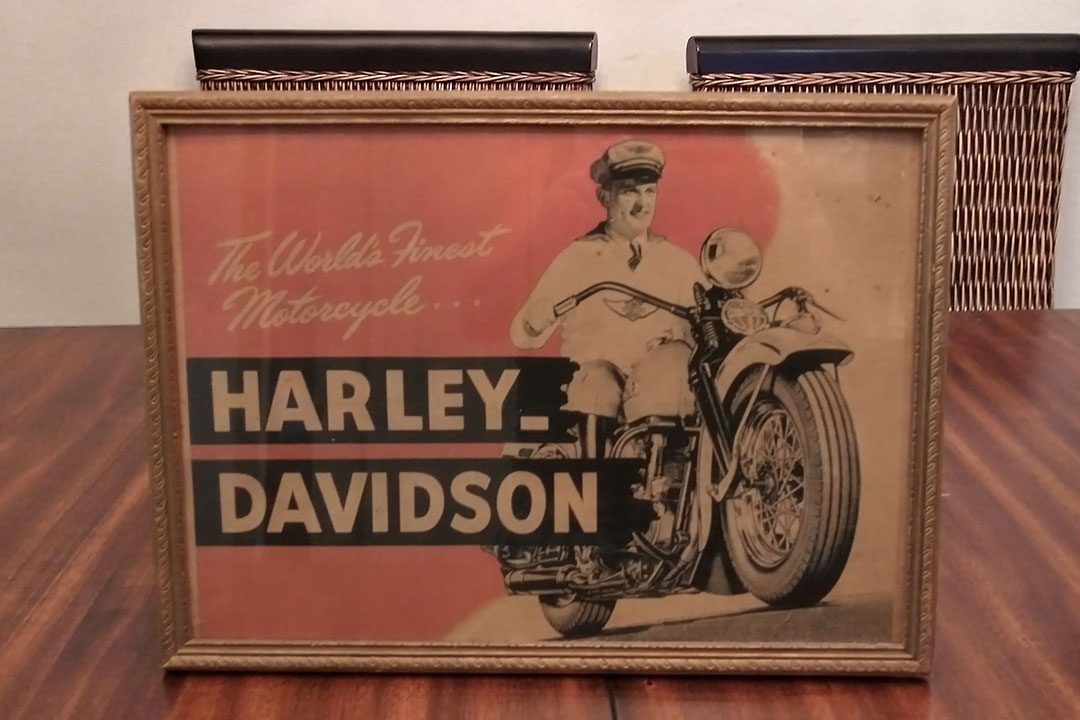 The World's Finest
Motorcycle...
HARLEY-
DAVIDSON